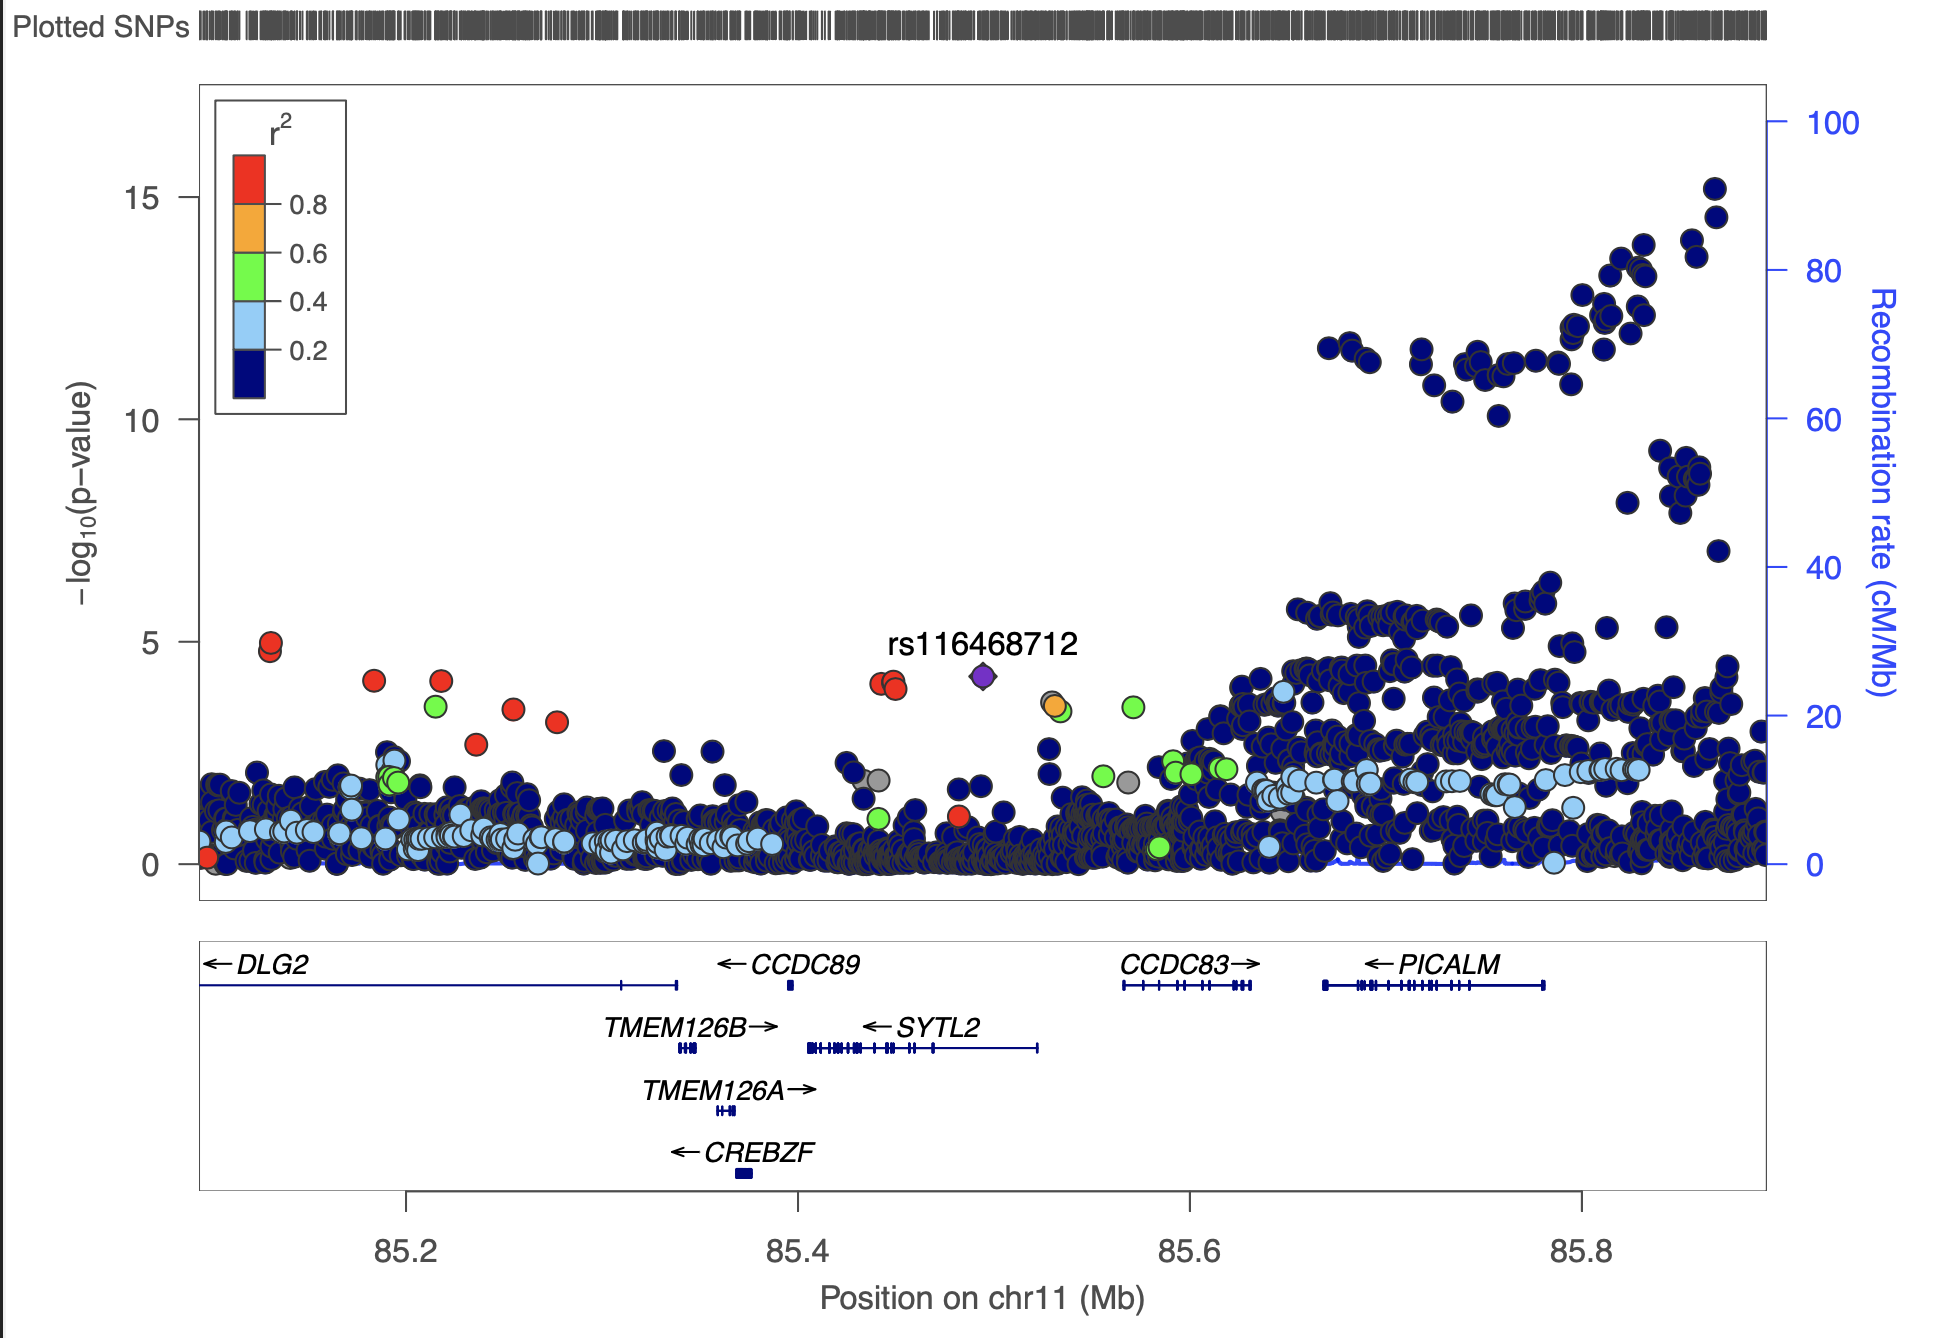 Plotted SNPs
r2
0.8
0.6
0.4
0.2
15
10
5
0
−log10(p−value)
100
80
60
40
20
0
Recombination rate (cM/Mb)
rs116468712
DLG2
CCDC89
CCDC83
PICALM
TMEM126B
SYTL2
TMEM126A
CREBZF
85.2
85.4
85.6
85.8
Position on chr11 (Mb)